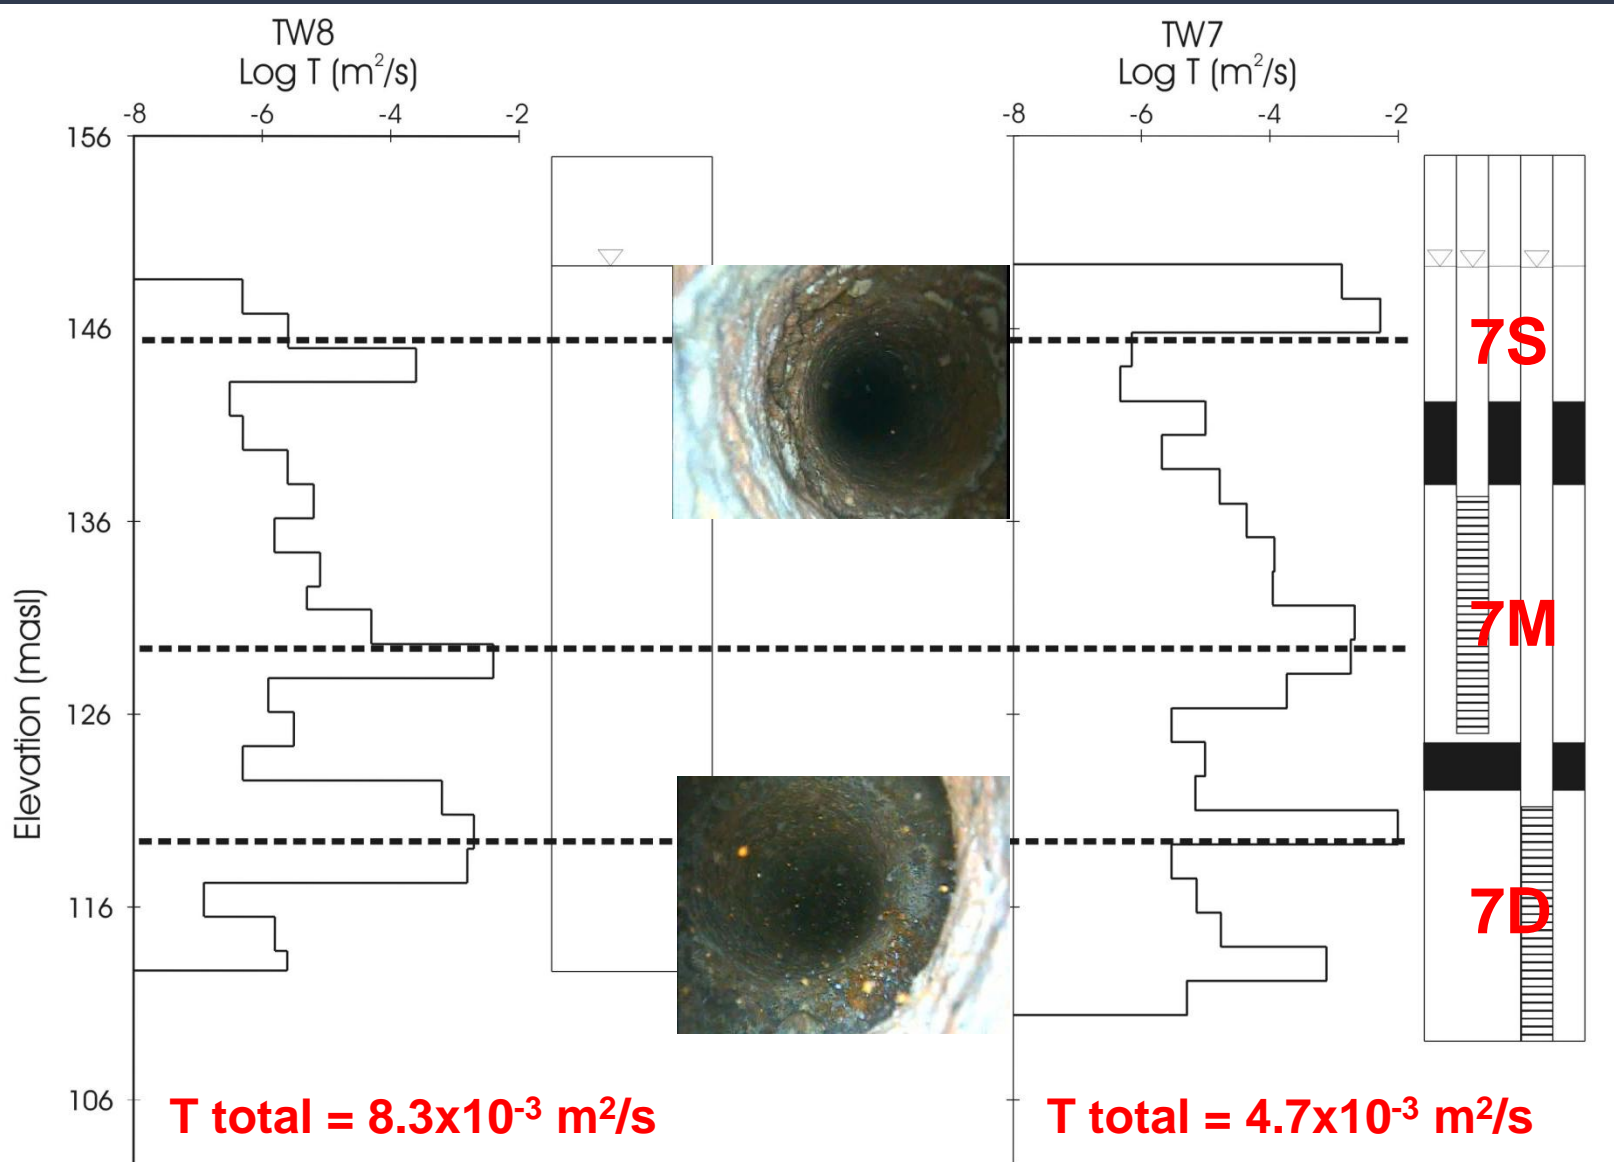 TW8
Log T (m²/s)
-8 -6 -4 -2
TW7
Log T (m²/s)
-8 -6 -4 -2
Elevation (masl)
156
146
136
126
116
106
7S
7M
7D
T total = 8.3x10⁻³ m²/s
T total = 4.7x10⁻³ m²/s